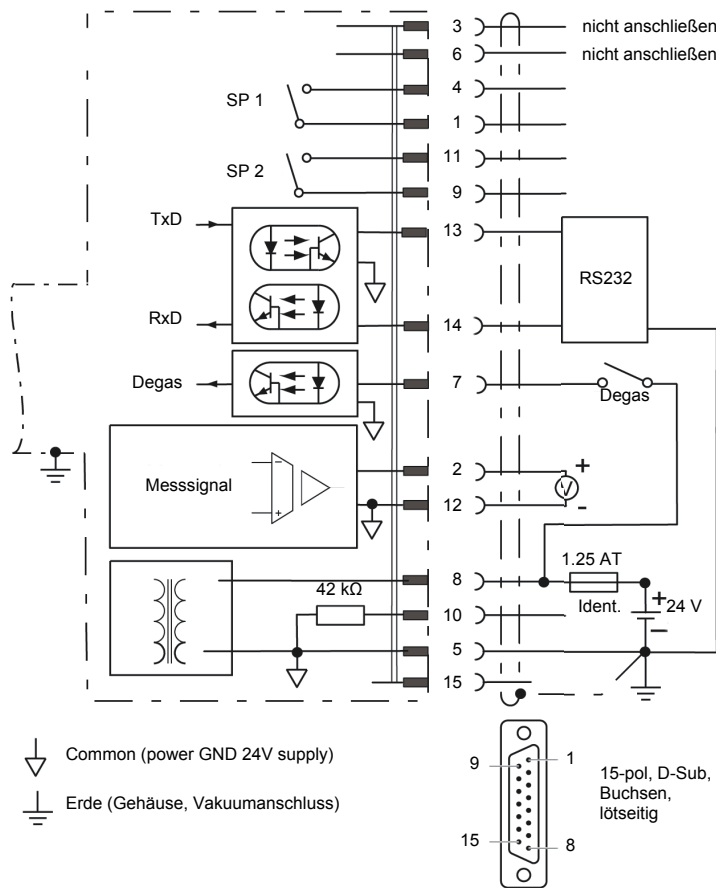 3 nicht anschließen
6 nicht anschließen
SP 1
4
1
SP 2
11
9
TxD
13
RS232
RxD
14
Degas
7
Degas
Messsignal
2
+
V
12
-
1.25 AT
8
42 kΩ
Ident.
+
24 V
10
–
5
15
Common (power GND 24V supply)
Erde (Gehäuse, Vakuumanschluss)
9
1
15
8
15-pol, D-Sub,
Buchsen,
lötseitig